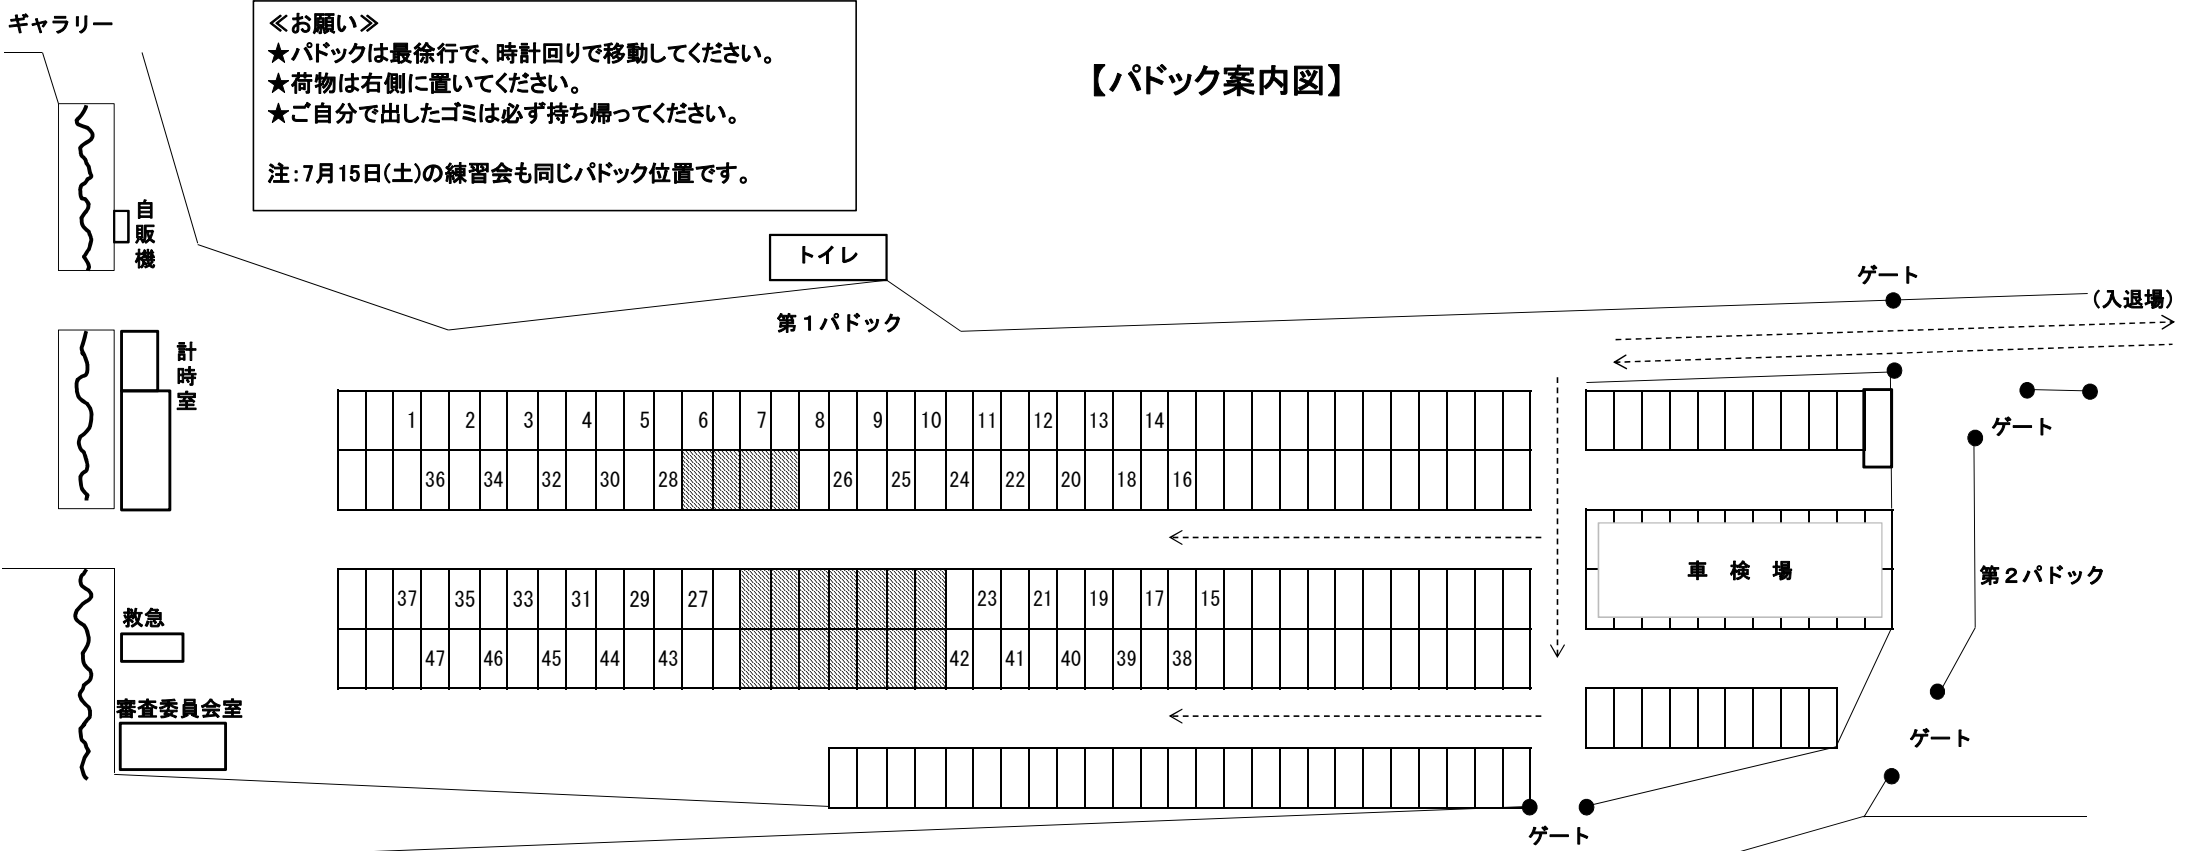 ギャラリー
≪お願い≫
★パドックは最徐行で、時計回りで移動してください。
★荷物は右側に置いてください。
★ご自分で出したゴミは必ず持ち帰ってください。
注:7月15日(土)の練習会も同じパドック位置です。
【パドック案内図】
自販機
トイレ
ゲート
(入退場)
第1パドック
計時室
1 2 3 4 5 6 7 8 9 10 11 12 13 14
ゲート
36 34 32 30 28 26 25 24 22 20 18 16
車 検 場
第2パドック
37 35 33 31 29 27 23 21 19 17 15
救急
47 46 45 44 43 42 41 40 39 38
審査委員会室
ゲート
ゲート